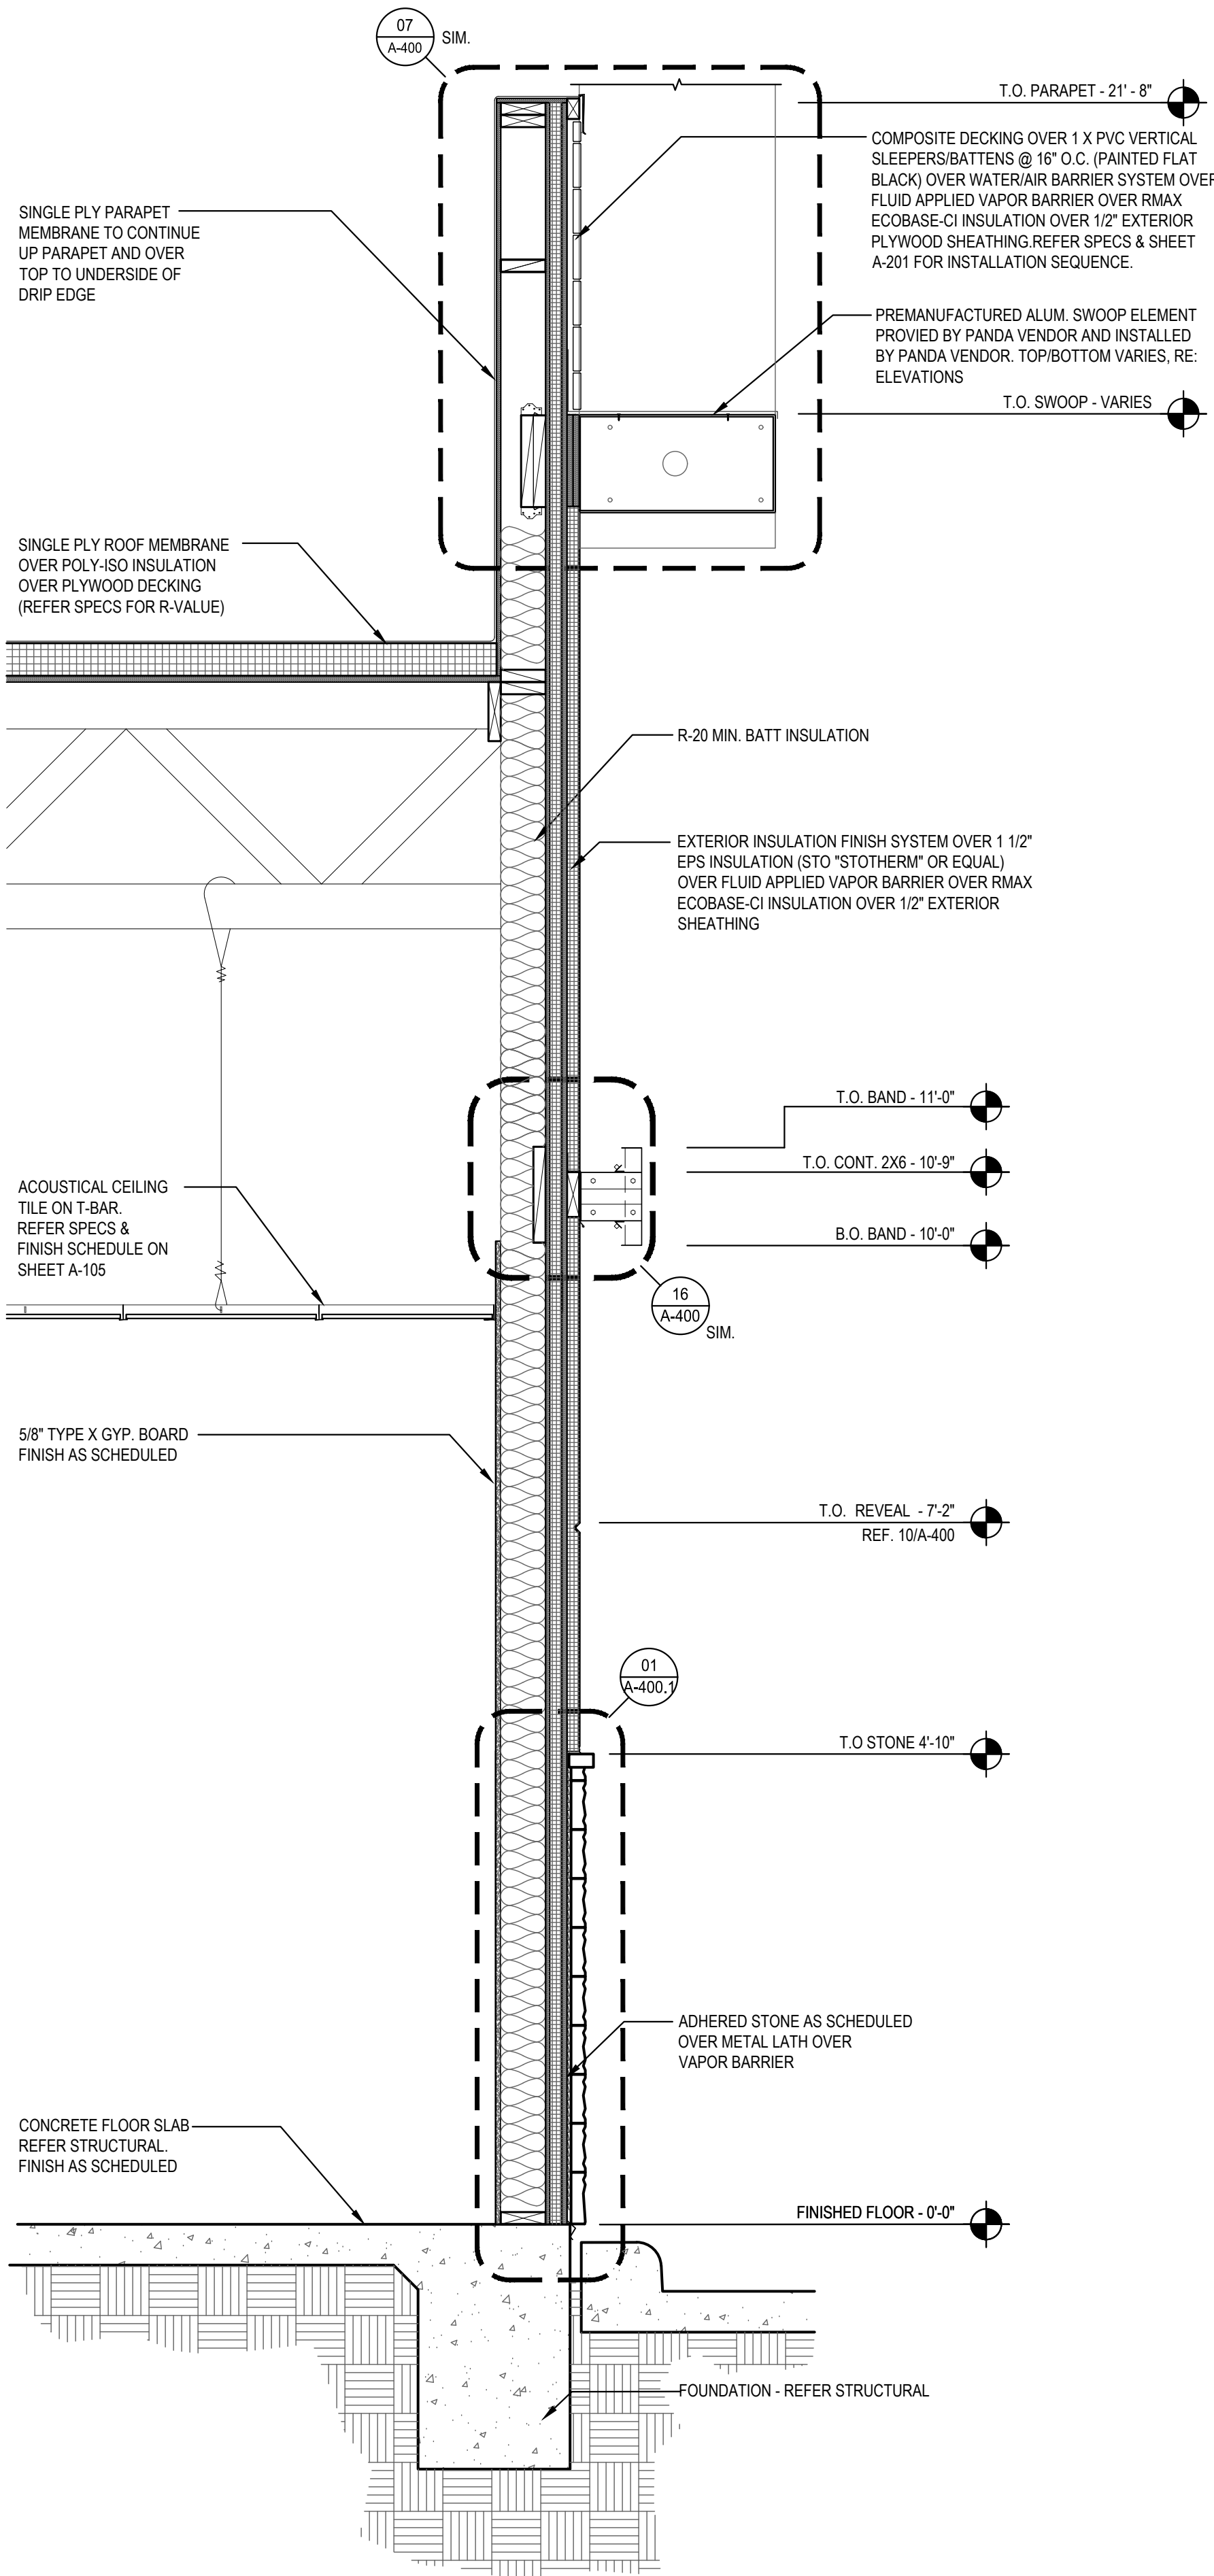 07
A-400
SIM.
T.O. PARAPET - 21' - 8"
COMPOSITE DECKING OVER 1 X PVC VERTICAL
SLEEPERS/BATTENS @ 16" O.C. (PAINTED FLAT
BLACK) OVER WATER/AIR BARRIER SYSTEM OVER
FLUID APPLIED VAPOR BARRIER OVER RMAX
ECOBASE-CI INSULATION OVER 1/2" EXTERIOR
PLYWOOD SHEATHING.REFER SPECS & SHEET
A-201 FOR INSTALLATION SEQUENCE.
SINGLE PLY PARAPET
MEMBRANE TO CONTINUE
UP PARAPET AND OVER
TOP TO UNDERSIDE OF
DRIP EDGE
PREMANUFACTURED ALUM. SWOOP ELEMENT
PROVIED BY PANDA VENDOR AND INSTALLED
BY PANDA VENDOR. TOP/BOTTOM VARIES, RE:
ELEVATIONS
T.O. SWOOP - VARIES
SINGLE PLY ROOF MEMBRANE
OVER POLY-ISO INSULATION
OVER PLYWOOD DECKING
(REFER SPECS FOR R-VALUE)
R-20 MIN. BATT INSULATION
EXTERIOR INSULATION FINISH SYSTEM OVER 1 1/2"
EPS INSULATION (STO "STOTHERM" OR EQUAL)
OVER FLUID APPLIED VAPOR BARRIER OVER RMAX
ECOBASE-CI INSULATION OVER 1/2" EXTERIOR
SHEATHING
T.O. BAND - 11'-0"
T.O. CONT. 2X6 - 10'-9"
B.O. BAND - 10'-0"
ACOUSTICAL CEILING
TILE ON T-BAR.
REFER SPECS &
FINISH SCHEDULE ON
SHEET A-105
16
A-400
SIM.
5/8" TYPE X GYP. BOARD
FINISH AS SCHEDULED
T.O. REVEAL - 7'-2"
REF. 10/A-400
01
A-400.1
T.O STONE 4'-10"
ADHERED STONE AS SCHEDULED
OVER METAL LATH OVER
VAPOR BARRIER
CONCRETE FLOOR SLAB
REFER STRUCTURAL.
FINISH AS SCHEDULED
FINISHED FLOOR - 0'-0"
FOUNDATION - REFER STRUCTURAL